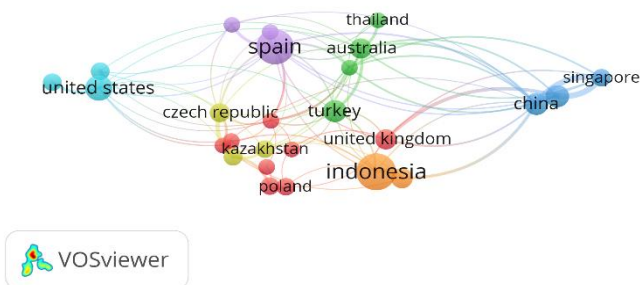 thailand
spain
australia
singapore
united states
china
czech republic
turkey
united kingdom
kazakhstan
indonesia
poland
VOSviewer